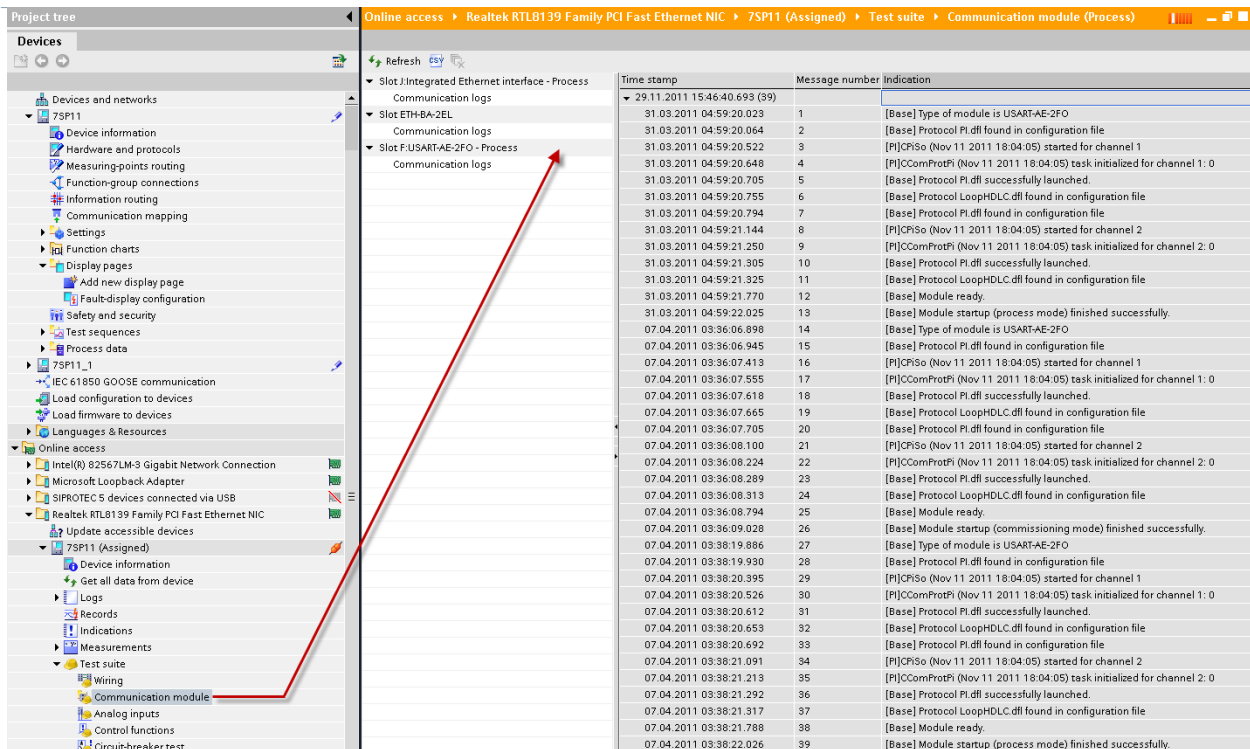 Project tree
Devices
Devices and networks
7SP11
Device information
Hardware and protocols
Measuring-points routing
Function-group connections
Information routing
Communication mapping
Settings
Function charts
Display pages
Add new display page
Fault-display configuration
Safety and security
Test sequences
Process data
7SP11_1
IEC 61850 GOOSE communication
Load configuration to devices
Load firmware to devices
Languages & Resources
Online access
Intel(R) 82567LM-3 Gigabit Network Connection
Microsoft Loopback Adapter
SIPROTEC 5 devices connected via USB
Realtek RTL8139 Family PCI Fast Ethernet NIC
Update accessible devices
7SP11 (Assigned)
Device information
Get all data from device
Logs
Records
Indications
Measurements
Test suite
Wiring
Communication module
Analog inputs
Control functions
Circuit-breaker test
Online access Realtek RTL8139 Family PCI Fast Ethernet NIC 7SP11 (Assigned) Test suite Communication module (Process)
Refresh CSV
Slot J:Integrated Ethernet interface - Process
Communication logs
Slot ETH-BA-2EL
Communication logs
Slot F:USART-AE-2FO - Process
Communication logs
Time stamp Message number Indication
29.11.2011 15:46:40.693 (39)
31.03.2011 04:59:20.023 1 [Base] Type of module is USART-AE-2FO
31.03.2011 04:59:20.064 2 [Base] Protocol PI.dfl found in configuration file
31.03.2011 04:59:20.522 3 [PI]CPiSo (Nov 11 2011 18:04:05) started for channel 1
31.03.2011 04:59:20.648 4 [PI]CComProtPi (Nov 11 2011 18:04:05) task initialized for channel 1: 0
31.03.2011 04:59:20.705 5 [Base] Protocol PI.dfl successfully launched.
31.03.2011 04:59:20.755 6 [Base] Protocol LoopHDLC.dfl found in configuration file
31.03.2011 04:59:20.794 7 [Base] Protocol PI.dfl found in configuration file
31.03.2011 04:59:21.144 8 [PI]CPiSo (Nov 11 2011 18:04:05) started for channel 2
31.03.2011 04:59:21.250 9 [PI]CComProtPi (Nov 11 2011 18:04:05) task initialized for channel 2: 0
31.03.2011 04:59:21.305 10 [Base] Protocol PI.dfl successfully launched.
31.03.2011 04:59:21.325 11 [Base] Protocol LoopHDLC.dfl found in configuration file
31.03.2011 04:59:21.770 12 [Base] Module ready.
31.03.2011 04:59:22.025 13 [Base] Module startup (process mode) finished successfully.
07.04.2011 03:36:06.898 14 [Base] Type of module is USART-AE-2FO
07.04.2011 03:36:06.945 15 [Base] Protocol PI.dfl found in configuration file
07.04.2011 03:36:07.413 16 [PI]CPiSo (Nov 11 2011 18:04:05) started for channel 1
07.04.2011 03:36:07.555 17 [PI]CComProtPi (Nov 11 2011 18:04:05) task initialized for channel 1: 0
07.04.2011 03:36:07.618 18 [Base] Protocol PI.dfl successfully launched.
07.04.2011 03:36:07.665 19 [Base] Protocol LoopHDLC.dfl found in configuration file
07.04.2011 03:36:07.705 20 [Base] Protocol PI.dfl found in configuration file
07.04.2011 03:36:08.100 21 [PI]CPiSo (Nov 11 2011 18:04:05) started for channel 2
07.04.2011 03:36:08.224 22 [PI]CComProtPi (Nov 11 2011 18:04:05) task initialized for channel 2: 0
07.04.2011 03:36:08.289 23 [Base] Protocol PI.dfl successfully launched.
07.04.2011 03:36:08.313 24 [Base] Protocol LoopHDLC.dfl found in configuration file
07.04.2011 03:36:08.794 25 [Base] Module ready.
07.04.2011 03:36:09.028 26 [Base] Module startup (commissioning mode) finished successfully.
07.04.2011 03:38:19.886 27 [Base] Type of module is USART-AE-2FO
07.04.2011 03:38:19.930 28 [Base] Protocol PI.dfl found in configuration file
07.04.2011 03:38:20.395 29 [PI]CPiSo (Nov 11 2011 18:04:05) started for channel 1
07.04.2011 03:38:20.526 30 [PI]CComProtPi (Nov 11 2011 18:04:05) task initialized for channel 1: 0
07.04.2011 03:38:20.612 31 [Base] Protocol PI.dfl successfully launched.
07.04.2011 03:38:20.653 32 [Base] Protocol LoopHDLC.dfl found in configuration file
07.04.2011 03:38:20.692 33 [Base] Protocol PI.dfl found in configuration file
07.04.2011 03:38:21.091 34 [PI]CPiSo (Nov 11 2011 18:04:05) started for channel 2
07.04.2011 03:38:21.213 35 [PI]CComProtPi (Nov 11 2011 18:04:05) task initialized for channel 2: 0
07.04.2011 03:38:21.292 36 [Base] Protocol PI.dfl successfully launched.
07.04.2011 03:38:21.317 37 [Base] Protocol LoopHDLC.dfl found in configuration file
07.04.2011 03:38:21.788 38 [Base] Module ready.
07.04.2011 03:38:22.026 39 [Base] Module startup (process mode) finished successfully.